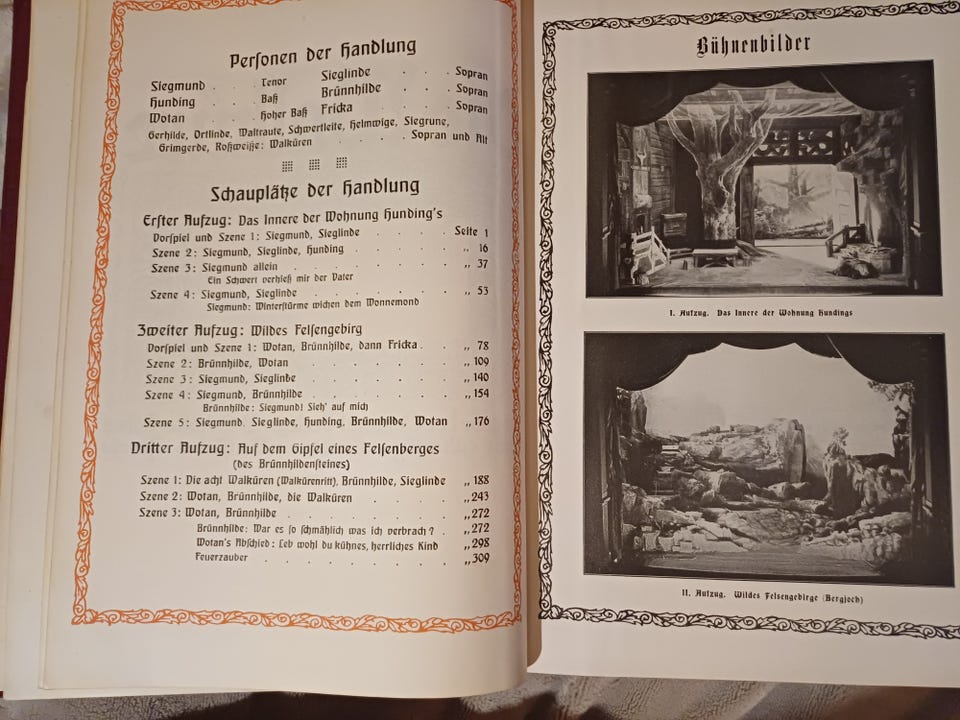 Personen der Handlung
Siegmund . . . Tenor Sieglinde . . . Sopran
Hunding . . . Baß Brünnhilde . . . Sopran
Wotan . . . Hoher Baß Fricka . . . Sopran
Gerhilde, Ortlinde, Waltraute, Schwertleite, Helmwige, Siegrune,
Grimgerde, Roßweiße: Walküren . . . Sopran und Alt
Schauplätze der Handlung
Erster Aufzug: Das Innere der Wohnung Hunding's
Vorspiel und Szene 1: Siegmund, Sieglinde . . . . Seite 1
Szene 2: Siegmund, Sieglinde, Hunding . . . . „ 16
Szene 3: Siegmund allein . . . . „ 37
Ein Schwert verhieß mir der Vater
Szene 4: Siegmund, Sieglinde . . . . „ 53
Siegmund: Winterstürme wichen dem Wonnemond
Zweiter Aufzug: Wildes Felsengebirg
Vorspiel und Szene 1: Wotan, Brünnhilde, dann Fricka . . „ 78
Szene 2: Brünnhilde, Wotan . . . . „ 109
Szene 3: Siegmund, Sieglinde . . . . „ 140
Szene 4: Siegmund, Brünnhilde . . . . „ 154
Brünnhilde: Siegmund! Sieh' auf mich
Szene 5: Siegmund, Sieglinde, Hunding, Brünnhilde, Wotan „ 176
Dritter Aufzug: Auf dem Gipfel eines Felsenberges
(des Brünnhildensteines)
Szene 1: Die acht Walküren (Walkürenritt), Brünnhilde, Sieglinde „ 188
Szene 2: Wotan, Brünnhilde, die Walküren . . . . „ 243
Szene 3: Wotan, Brünnhilde . . . . „ 272
Brünnhilde: War es so schmählich was ich verbrach? . „ 272
Wotan's Abschied: Leb wohl du kühnes, herrliches Kind „ 298
Feuerzauber . . . . „ 309
Bühnenbilder
I. Aufzug. Das Innere der Wohnung Hundings
II. Aufzug. Wildes Felsengebirge (Bergjoch)